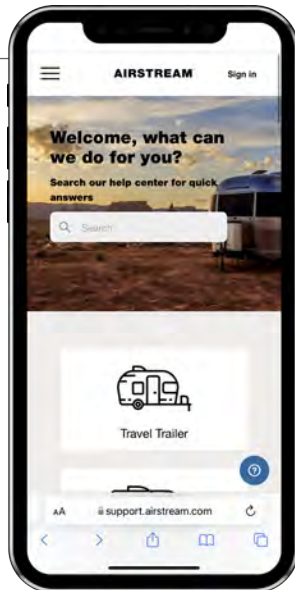 AIRSTREAM Sign in
Welcome, what can
we do for you?
Search our help center for quick
answers
Search
Travel Trailer
?
AA support.airstream.com